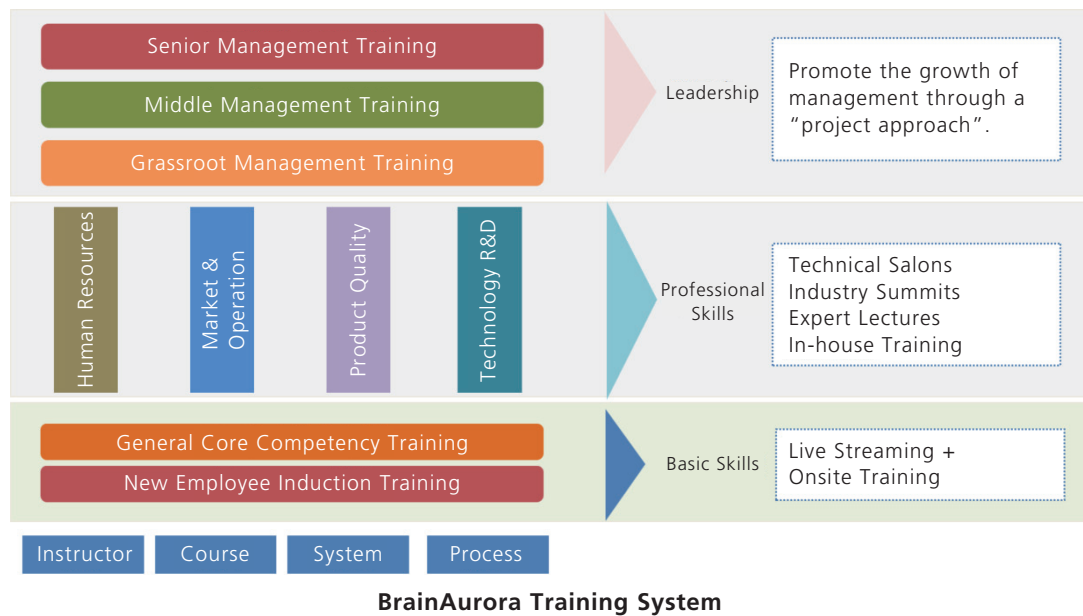 Senior Management Training
Middle Management Training
Grassroot Management Training
Leadership
Promote the growth of
management through a
“project approach”.
Human Resources
Market &
Operation
Product Quality
Technology R&D
Professional
Skills
Technical Salons
Industry Summits
Expert Lectures
In-house Training
General Core Competency Training
New Employee Induction Training
Basic Skills
Live Streaming +
Onsite Training
Instructor
Course
System
Process
BrainAurora Training System